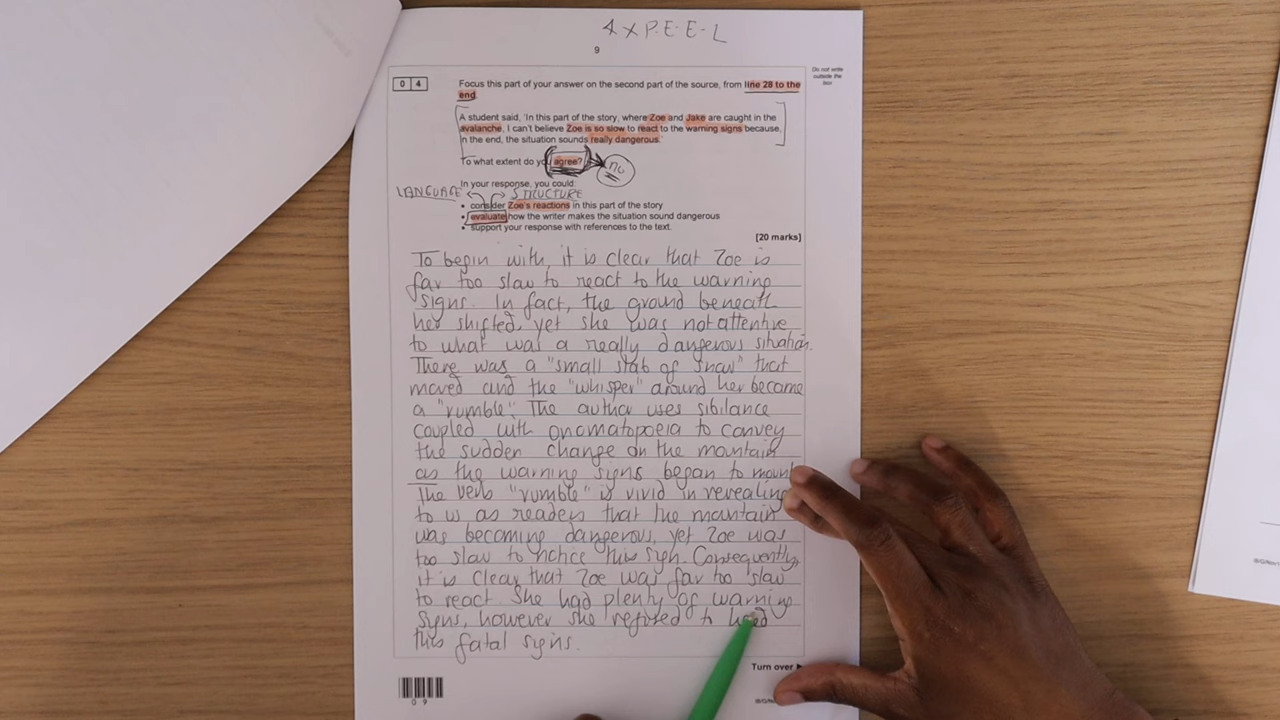 4 x P.E.E.L
9
Do not write
outside the
box
0 4
Focus this part of your answer on the second part of the source, from line 28 to the
end.
A student said, 'In this part of the story, where Zoe and Jake are caught in the
avalanche, I can't believe Zoe is so slow to react to the warning signs because,
in the end, the situation sounds really dangerous.'
To what extent do you agree?
no
In your response, you could:
LANGUAGE STRUCTURE
• consider Zoe's reactions in this part of the story
• evaluate how the writer makes the situation sound dangerous
• support your response with references to the text.
[20 marks]
To begin with, it is clear that Zoe is
far too slow to react to the warning
signs. In fact, the ground beneath
her shifted, yet she was not attentive
to what was a really dangerous situation.
There was a "small slab of snow" that
moved and the "whisper" around her became
a "rumble". The author uses sibilance
coupled with onomatopoeia to convey
the sudden change on the mountain
as the warning signs began to mount.
The verb "rumble" is vivid in revealing
to us as readers that the mountain
was becoming dangerous, yet Zoe was
too slow to notice this sign. Consequently,
it is clear that Zoe was far too slow
to react. She had plenty of warning
signs, however she refused to heed
this fatal signs.
Turn over
09